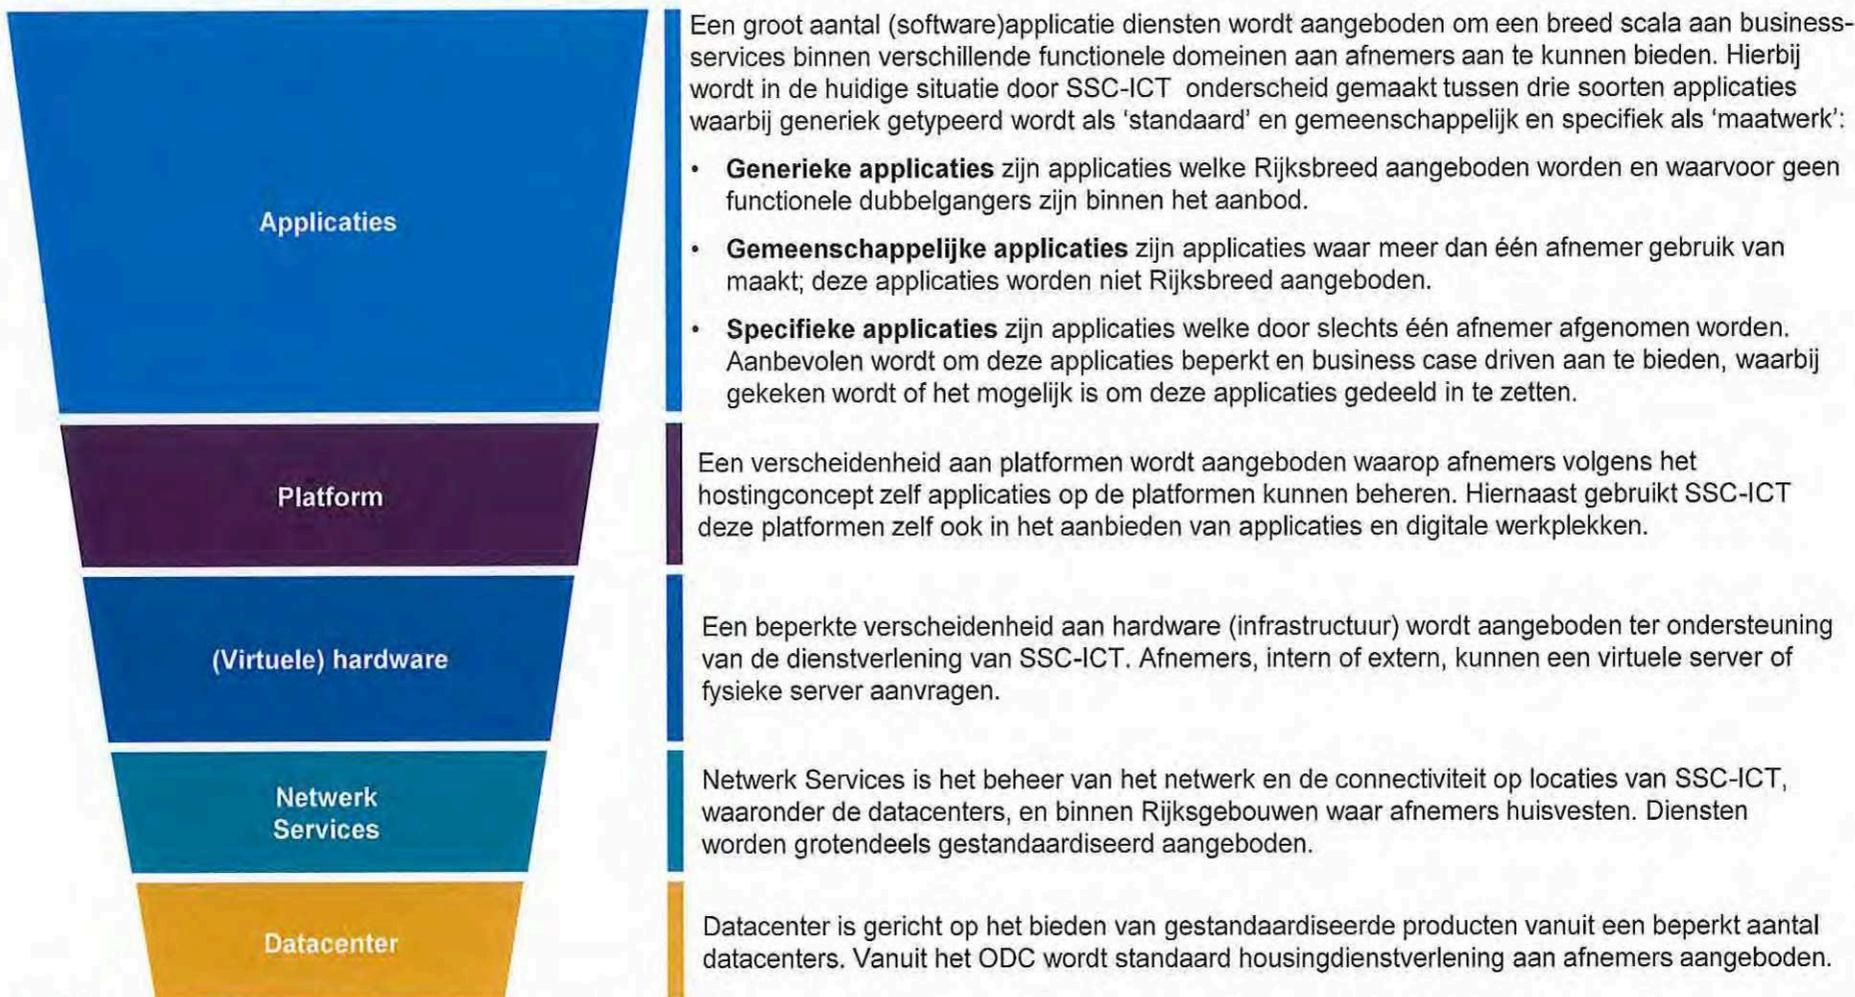 Applicaties
Een groot aantal (software)applicatie diensten wordt aangeboden om een breed scala aan business-
services binnen verschillende functionele domeinen aan afnemers aan te kunnen bieden. Hierbij
wordt in de huidige situatie door SSC-ICT onderscheid gemaakt tussen drie soorten applicaties
waarbij generiek getypeerd wordt als 'standaard' en gemeenschappelijk en specifiek als 'maatwerk':
• Generieke applicaties zijn applicaties welke Rijksbreed aangeboden worden en waarvoor geen
functionele dubbelgangers zijn binnen het aanbod.
• Gemeenschappelijke applicaties zijn applicaties waar meer dan één afnemer gebruik van
maakt; deze applicaties worden niet Rijksbreed aangeboden.
• Specifieke applicaties zijn applicaties welke door slechts één afnemer afgenomen worden.
Aanbevolen wordt om deze applicaties beperkt en business case driven aan te bieden, waarbij
gekeken wordt of het mogelijk is om deze applicaties gedeeld in te zetten.
Platform
Een verscheidenheid aan platformen wordt aangeboden waarop afnemers volgens het
hostingconcept zelf applicaties op de platformen kunnen beheren. Hiernaast gebruikt SSC-ICT
deze platformen zelf ook in het aanbieden van applicaties en digitale werkplekken.
(Virtuele) hardware
Een beperkte verscheidenheid aan hardware (infrastructuur) wordt aangeboden ter ondersteuning
van de dienstverlening van SSC-ICT. Afnemers, intern of extern, kunnen een virtuele server of
fysieke server aanvragen.
Netwerk
Services
Netwerk Services is het beheer van het netwerk en de connectiviteit op locaties van SSC-ICT,
waaronder de datacenters, en binnen Rijksgebouwen waar afnemers huisvesten. Diensten
worden grotendeels gestandaardiseerd aangeboden.
Datacenter
Datacenter is gericht op het bieden van gestandaardiseerde producten vanuit een beperkt aantal
datacenters. Vanuit het ODC wordt standaard housingdienstverlening aan afnemers aangeboden.